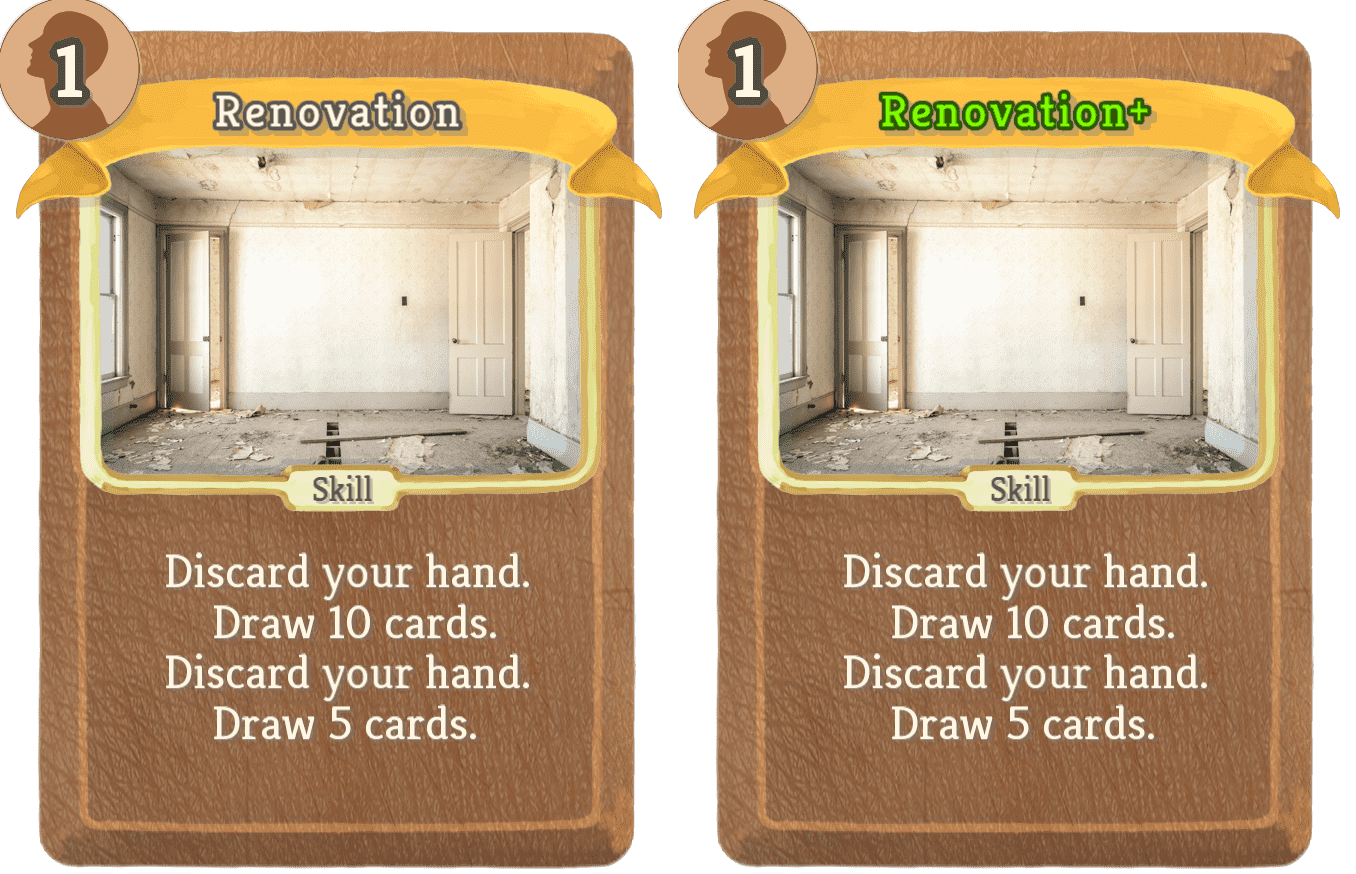 1
Renovation
Skill
Discard your hand.
Draw 10 cards.
Discard your hand.
Draw 5 cards.
1
Renovation+
Skill
Discard your hand.
Draw 10 cards.
Discard your hand.
Draw 5 cards.